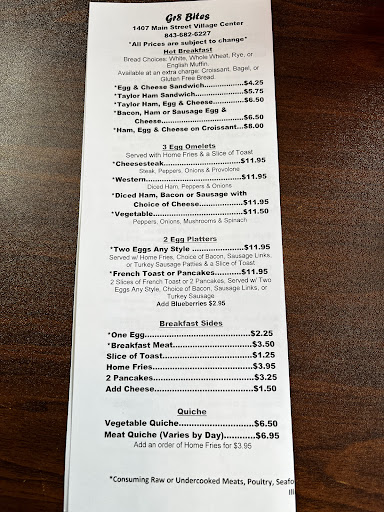 Gr8 Bites
1407 Main Street Village Center
843-682-6227
*All Prices are subject to change*
Hot Breakfast
Bread Choices: White, Whole Wheat, Rye, or
English Muffin.
Available at an extra charge: Croissant, Bagel, or
Gluten Free Bread.
*Egg & Cheese Sandwich...............$4.25
*Taylor Ham Sandwich..................$5.75
*Taylor Ham, Egg & Cheese..........$6.50
*Bacon, Ham or Sausage Egg &
Cheese...........................$6.50
*Ham, Egg & Cheese on Croissant...$8.00
3 Egg Omelets
Served with Home Fries & a Slice of Toast
*Cheesesteak............................$11.95
Steak, Peppers, Onions & Provolone
*Western..................................$11.95
Diced Ham, Peppers & Onions
*Diced Ham, Bacon or Sausage with
Choice of Cheese...............$11.95
*Vegetable................................$11.50
Peppers, Onions, Mushrooms & Spinach
2 Egg Platters
*Two Eggs Any Style ..................$11.95
Served w/ Home Fries, Choice of Bacon, Sausage Links,
or Turkey Sausage Patties & a Slice of Toast.
*French Toast or Pancakes...........$11.95
2 Slices of French Toast or 2 Pancakes, Served w/ Two
Eggs Any Style, Choice of Bacon, Sausage Links, or
Turkey Sausage
Add Blueberries $2.95
Breakfast Sides
*One Egg...................................$2.25
*Breakfast Meat..........................$3.50
Slice of Toast.............................$1.25
Home Fries................................$3.95
2 Pancakes................................$3.25
Add Cheese................................$1.50
Quiche
Vegetable Quiche........................$6.50
Meat Quiche (Varies by Day)............$6.95
Add an order of Home Fries for $3.95
*Consuming Raw or Undercooked Meats, Poultry, Seafo
Ill